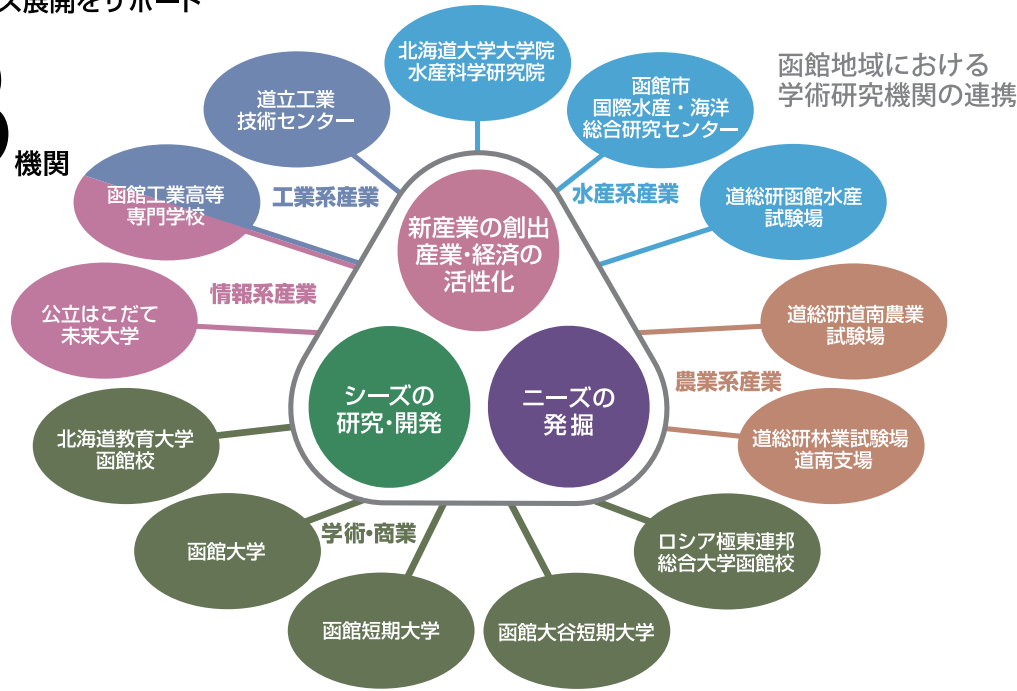 ス展開をサポート
機関
函館地域における
学術研究機関の連携
北海道大学大学院
水産科学研究院
函館市
国際水産・海洋
総合研究センター
道立工業
技術センター
函館工業高等
専門学校
工業系産業
水産系産業
道総研函館水産
試験場
新産業の創出
産業・経済の
活性化
情報系産業
公立はこだて
未来大学
道総研道南農業
試験場
農業系産業
シーズの
研究・開発
ニーズの
発掘
北海道教育大学
函館校
道総研林業試験場
道南支場
函館大学
学術・商業
ロシア極東連邦
総合大学函館校
函館短期大学
函館大谷短期大学